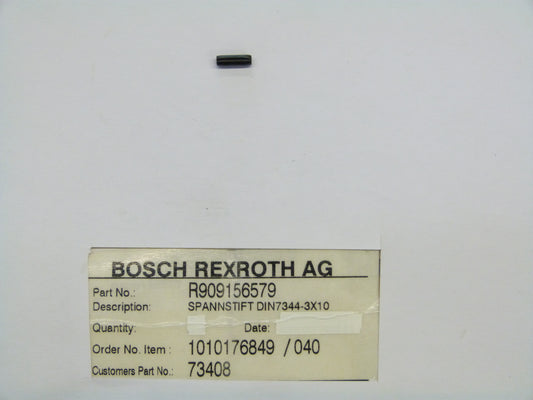 BOSCH REXROTH AG
Part No.: R909156579
Description: SPANNSTIFT DIN7344-3X10
Quantity: Date:
Order No. Item : 1010176849 / 040
Customers Part No.: 73408